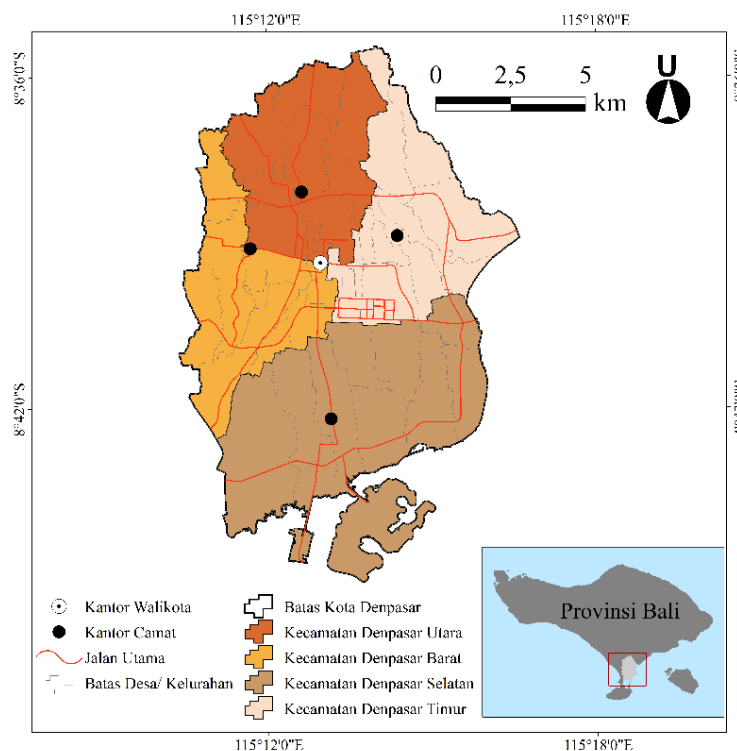 115°12'0"E
115°18'0"E
8°36'0"S
0
2,5
5
km
U
8°42'0"S
Kantor Walikota
Kantor Camat
Jalan Utama
Batas Desa/ Kelurahan
Batas Kota Denpasar
Kecamatan Denpasar Utara
Kecamatan Denpasar Barat
Kecamatan Denpasar Selatan
Kecamatan Denpasar Timur
Provinsi Bali
115°12'0"E
115°18'0"E